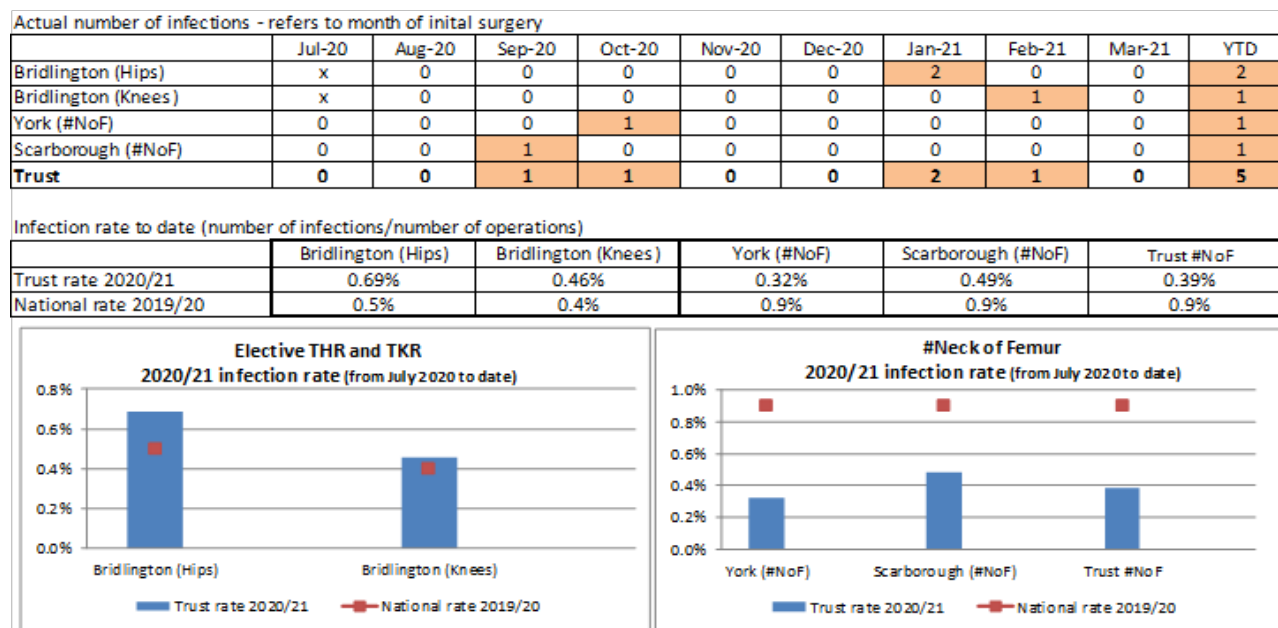 Actual number of infections - refers to month of inital surgery
Jul-20 Aug-20 Sep-20 Oct-20 Nov-20 Dec-20 Jan-21 Feb-21 Mar-21 YTD
Bridlington (Hips) x 0 0 0 0 0 2 0 0 2
Bridlington (Knees) x 0 0 0 0 0 0 1 0 1
York (#NoF) 0 0 0 1 0 0 0 0 0 1
Scarborough (#NoF) 0 0 1 0 0 0 0 0 0 1
Trust 0 0 1 1 0 0 2 1 0 5
Infection rate to date (number of infections/number of operations)
Bridlington (Hips) Bridlington (Knees) York (#NoF) Scarborough (#NoF) Trust #NoF
Trust rate 2020/21 0.69% 0.46% 0.32% 0.49% 0.39%
National rate 2019/20 0.5% 0.4% 0.9% 0.9% 0.9%
Elective THR and TKR
2020/21 infection rate (from July 2020 to date)
0.8%
0.6%
0.4%
0.2%
0.0%
Bridlington (Hips) Bridlington (Knees)
Trust rate 2020/21 National rate 2019/20
#Neck of Femur
2020/21 infection rate (from July 2020 to date)
1.0%
0.8%
0.6%
0.4%
0.2%
0.0%
York (#NoF) Scarborough (#NoF) Trust #NoF
Trust rate 2020/21 National rate 2019/20